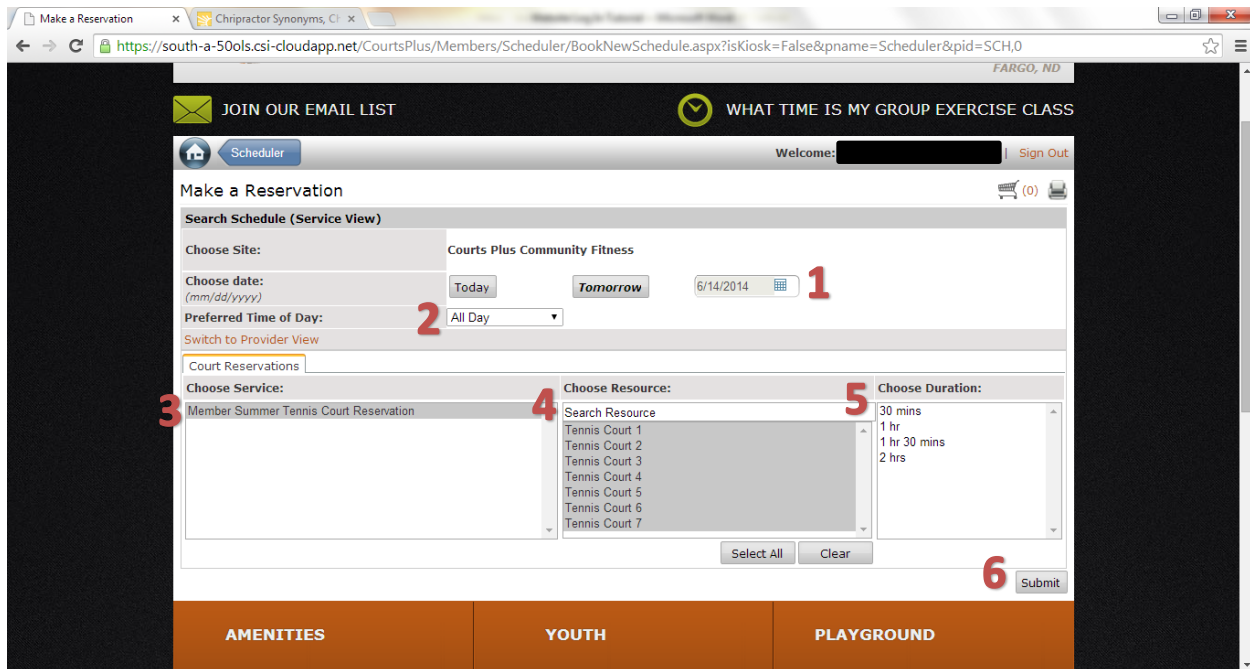 Make a Reservation
Chripractor Synonyms, Ch
Website Log In Tutorial - Microsoft Word
https://south-a-50ols.csi-cloudapp.net/CourtsPlus/Members/Scheduler/BookNewSchedule.aspx?isKiosk=False&pname=Scheduler&pid=SCH,0
FARGO, ND
JOIN OUR EMAIL LIST
WHAT TIME IS MY GROUP EXERCISE CLASS
Scheduler
Welcome:
| Sign Out
Make a Reservation
(0)
Search Schedule (Service View)
Choose Site:
Courts Plus Community Fitness
Choose date:
(mm/dd/yyyy)
Today
Tomorrow
6/14/2014
1
Preferred Time of Day:
2
All Day
Switch to Provider View
Court Reservations
Choose Service:
3
Member Summer Tennis Court Reservation
Choose Resource:
4
Search Resource
Tennis Court 1
Tennis Court 2
Tennis Court 3
Tennis Court 4
Tennis Court 5
Tennis Court 6
Tennis Court 7
Select All
Clear
Choose Duration:
5
30 mins
1 hr
1 hr 30 mins
2 hrs
6
Submit
AMENITIES
YOUTH
PLAYGROUND